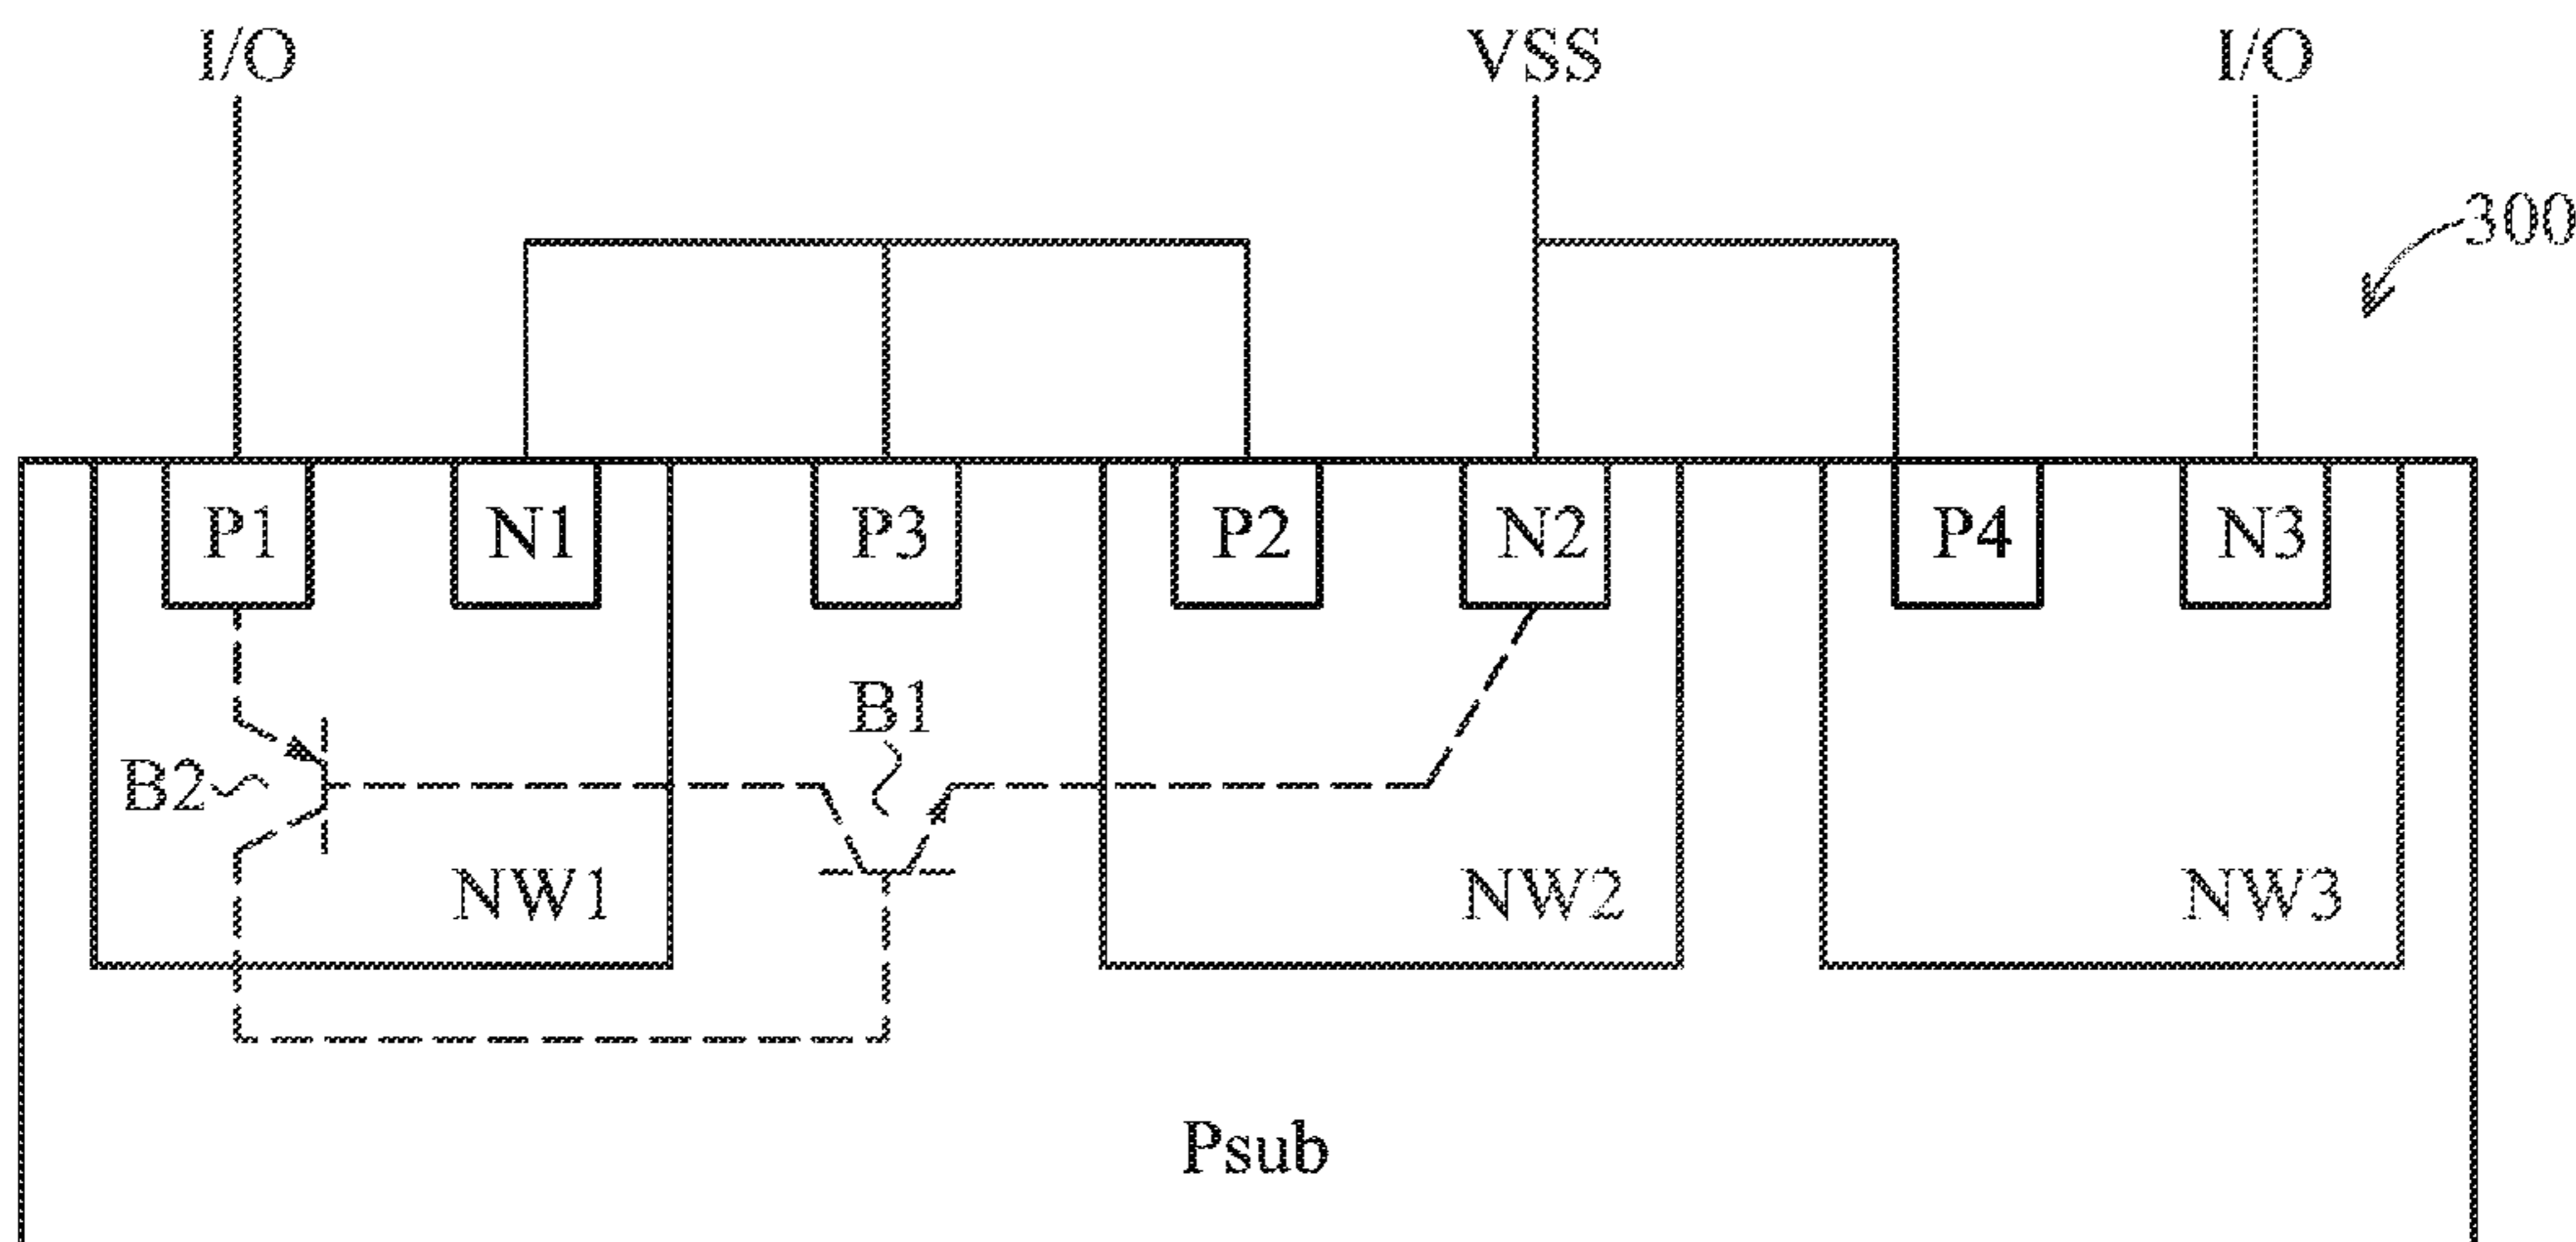 I/O VSS I/O
300
P1 N1 P3 P2 N2 P4 N3
B1
B2
NW1 NW2 NW3
Psub